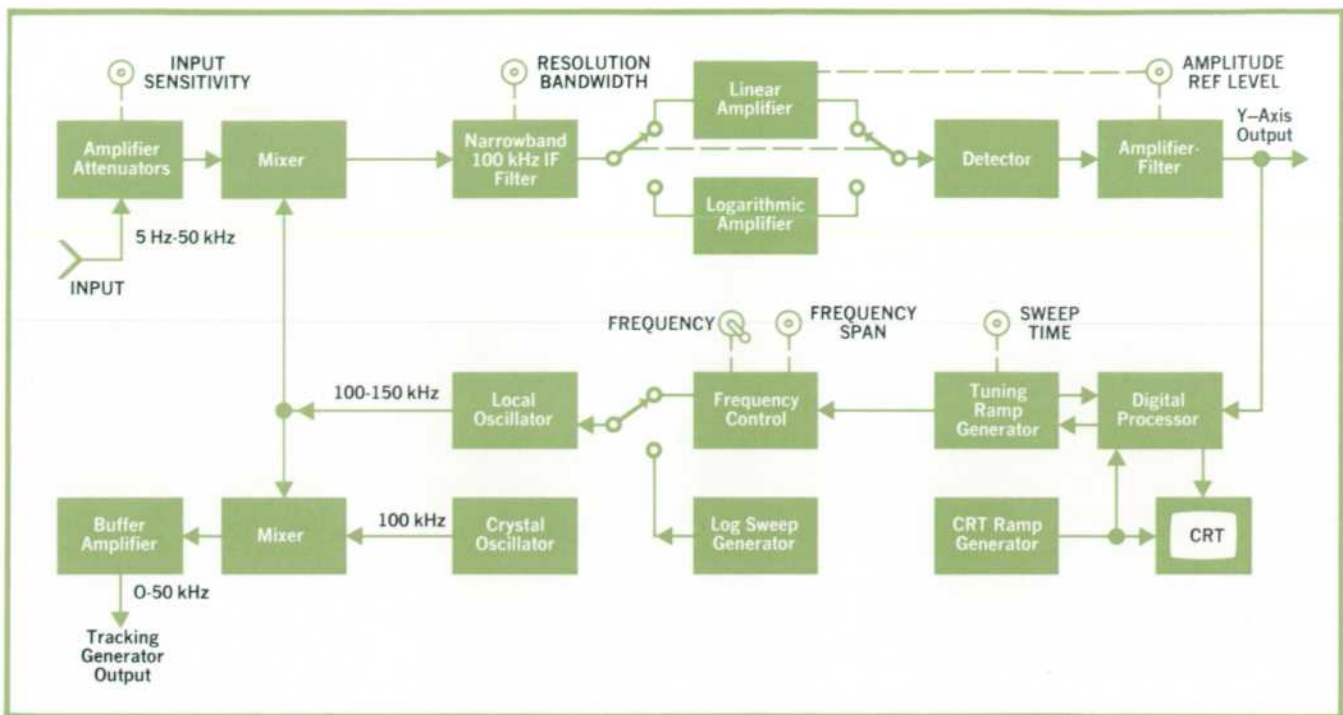 INPUT
SENSITIVITY
RESOLUTION
BANDWIDTH
AMPLITUDE
REF LEVEL
Amplifier
Attenuators
Mixer
Narrowband
100 kHz IF
Filter
Linear
Amplifier
Logarithmic
Amplifier
Detector
Amplifier-
Filter
Y–Axis
Output
5 Hz-50 kHz
INPUT
FREQUENCY
FREQUENCY
SPAN
SWEEP
TIME
100-150 kHz
Local
Oscillator
Frequency
Control
Tuning
Ramp
Generator
Digital
Processor
Buffer
Amplifier
Mixer
100 kHz
Crystal
Oscillator
Log Sweep
Generator
CRT Ramp
Generator
CRT
O-50 kHz
Tracking
Generator
Output